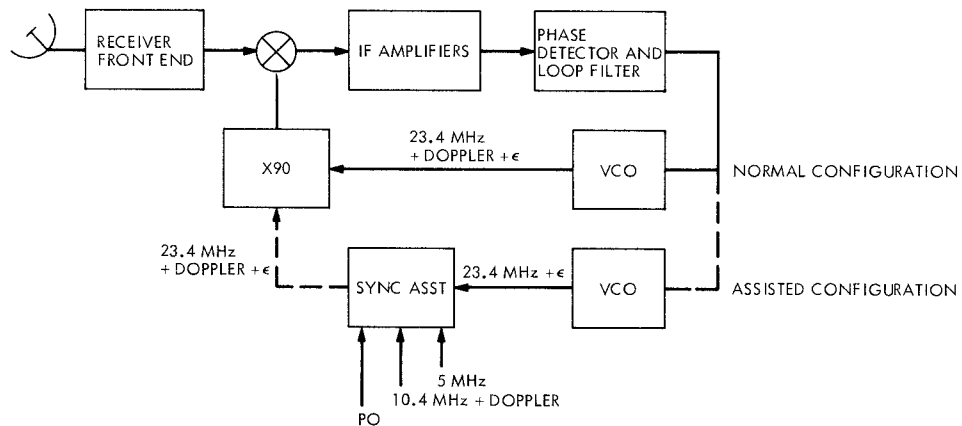 RECEIVER
FRONT END
IF AMPLIFIERS
PHASE
DETECTOR AND
LOOP FILTER
X90
23.4 MHz
+ DOPPLER + ϵ
VCO
NORMAL CONFIGURATION
23.4 MHz
+ DOPPLER +ϵ
SYNC ASST
23.4 MHz +ϵ
VCO
ASSISTED CONFIGURATION
5 MHz
10.4 MHz + DOPPLER
PO